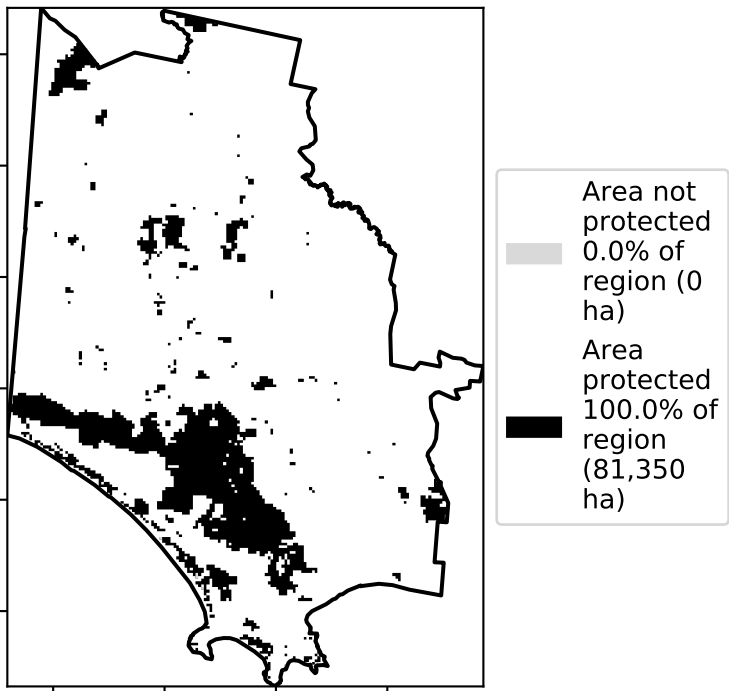 Area not
protected
0.0% of
region (0
ha)
Area
protected
100.0% of
region
(81,350
ha)